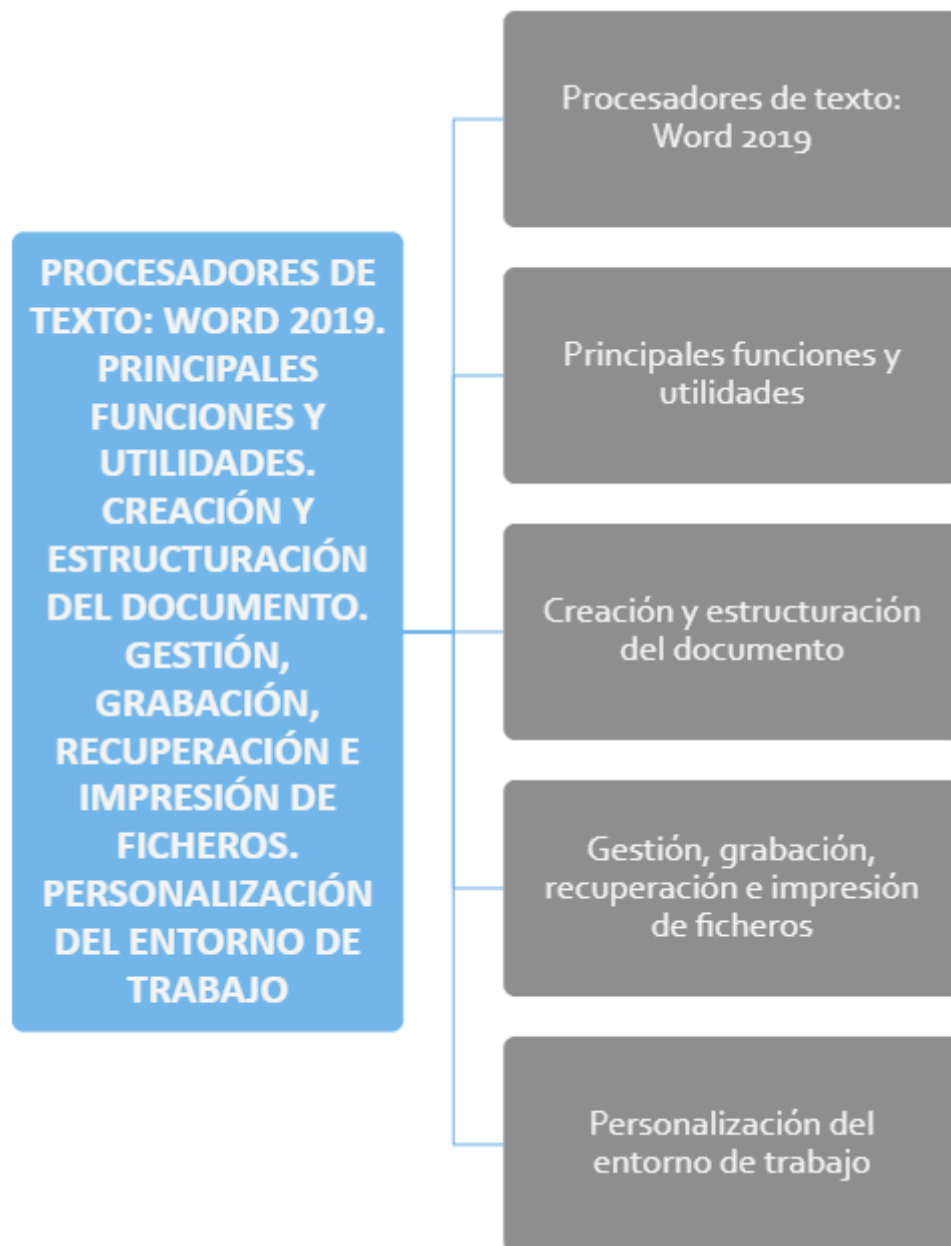 PROCESADORES DE
TEXTO: WORD 2019.
PRINCIPALES
FUNCIONES Y
UTILIDADES.
CREACIÓN Y
ESTRUCTURACIÓN
DEL DOCUMENTO.
GESTIÓN,
GRABACIÓN,
RECUPERACIÓN E
IMPRESIÓN DE
FICHEROS.
PERSONALIZACIÓN
DEL ENTORNO DE
TRABAJO
Procesadores de texto:
Word 2019
Principales funciones y
utilidades
Creación y estructuración
del documento
Gestión, grabación,
recuperación e impresión
de ficheros
Personalización del
entorno de trabajo